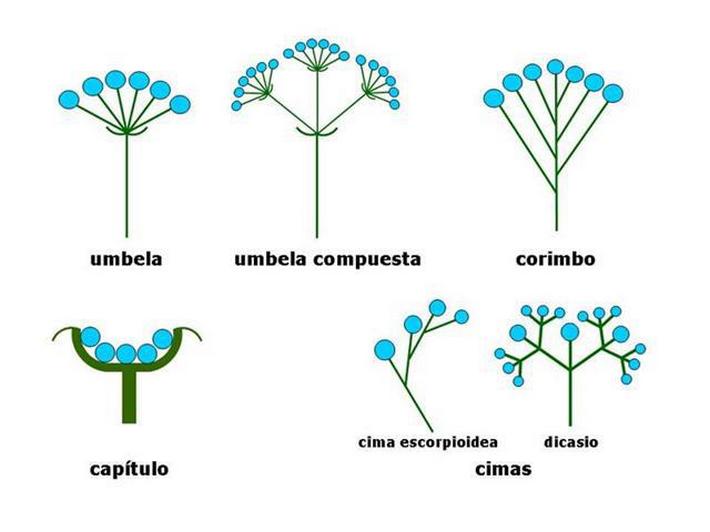 umbela
umbela compuesta
corimbo
capítulo
cima escorpioidea
dicasio
cimas